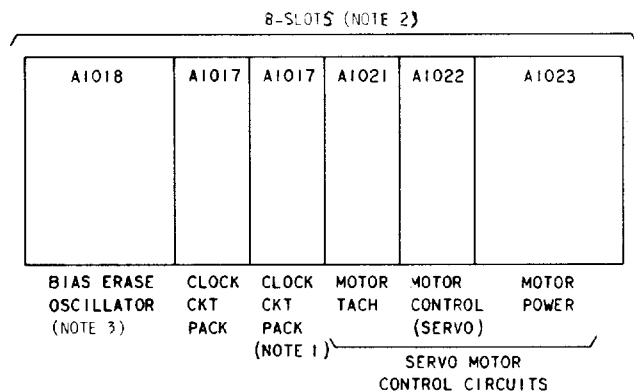 8-SLOTS (NOTE 2)
A1018 A1017 A1017 A1021 A1022 A1023
BIAS ERASE CLOCK CLOCK MOTOR MOTOR MOTOR
OSCILLATOR CKT CKT TACH CONTROL POWER
(NOTE 3) PACK PACK (SERVO)
(NOTE 1)
SERVO MOTOR
CONTROL CIRCUITS